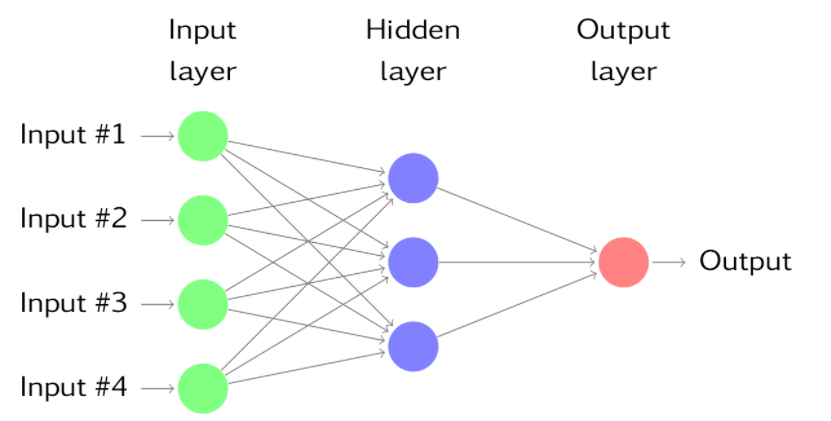 Input
layer
Hidden
layer
Output
layer
Input #1
Input #2
Input #3
Input #4
Output